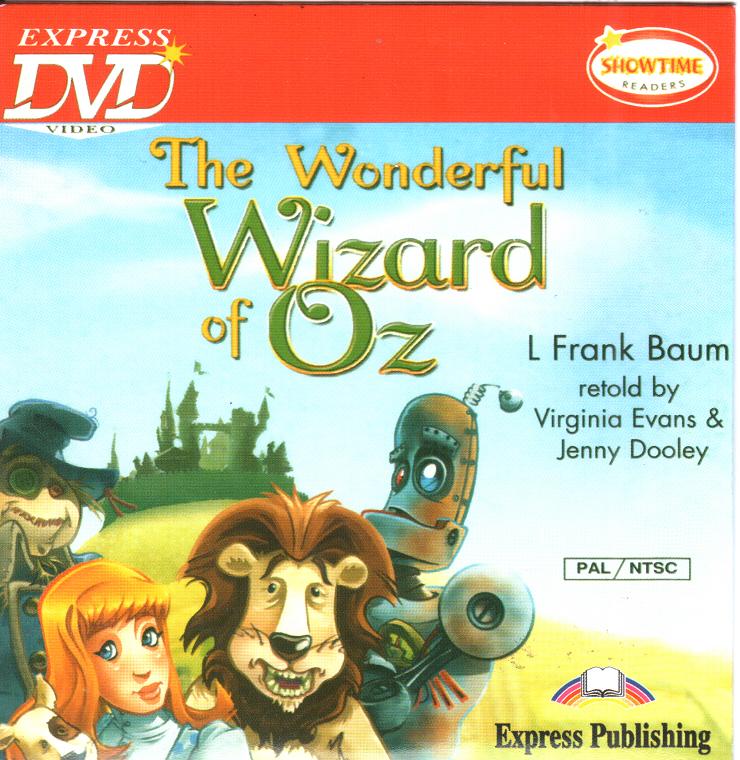 EXPRESS
DVD
VIDEO
SHOWTIME
READERS
The Wonderful
Wizard
of Oz
L Frank Baum
retold by
Virginia Evans &
Jenny Dooley
PAL/NTSC
Express Publishing